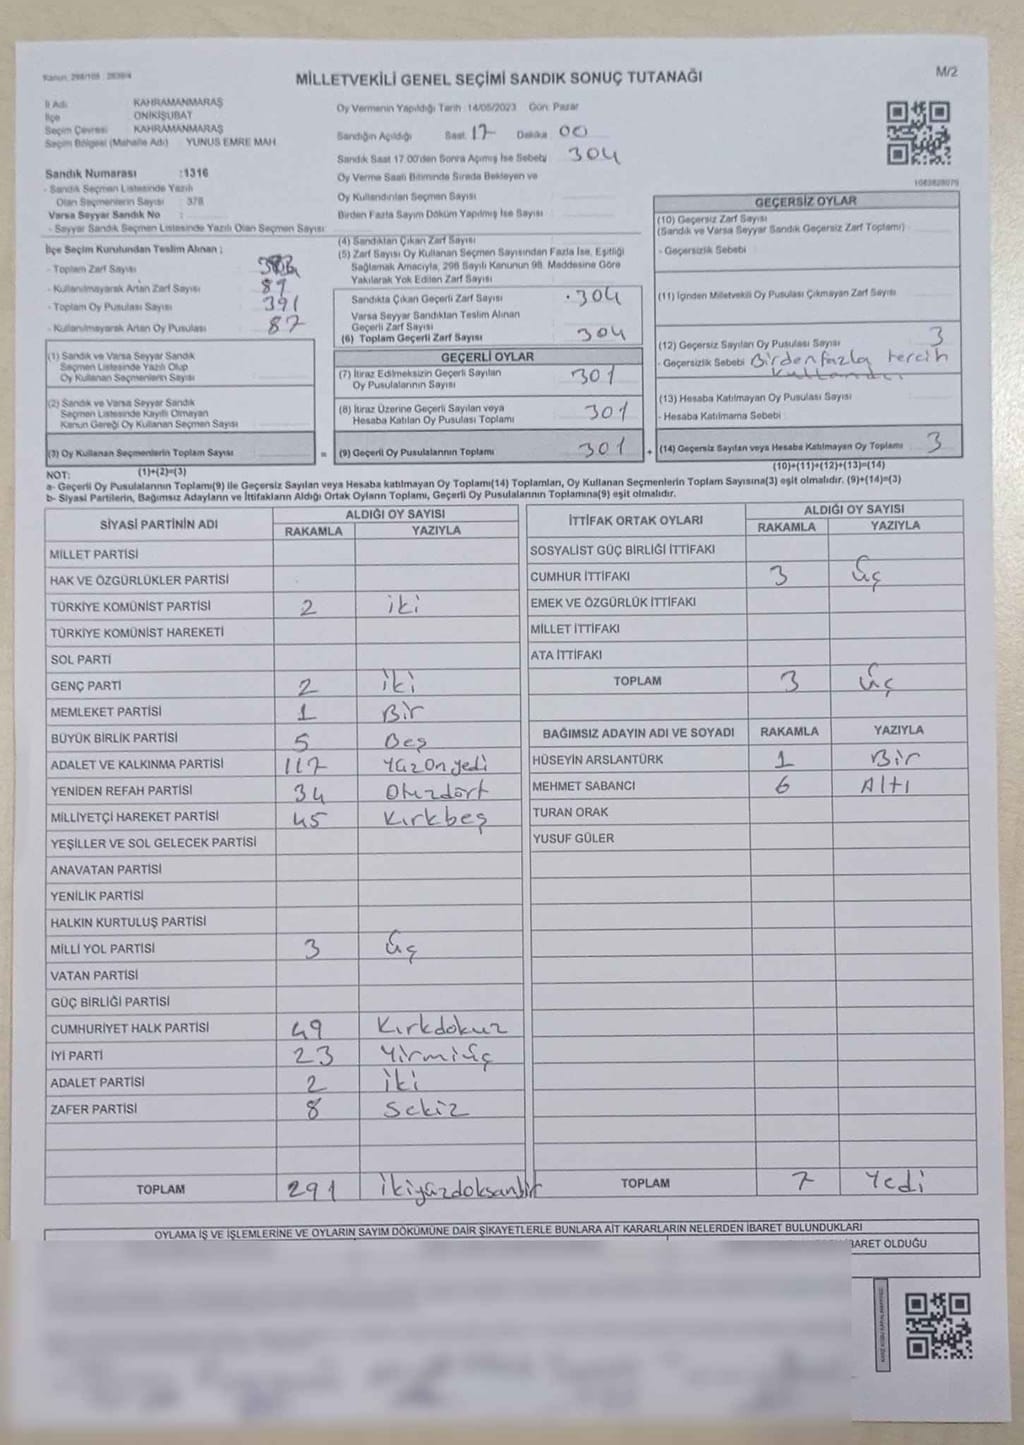 Kanun: 298/105 : 2839/4
MİLLETVEKİLİ GENEL SEÇİMİ SANDIK SONUÇ TUTANAĞI
M/2
İl Adı KAHRAMANMARAŞ
İlçe ONİKİŞUBAT
Seçim Çevresi KAHRAMANMARAŞ
Seçim Bölgesi (Mahalle Adı) YUNUS EMRE MAH
Sandık Numarası :1316
- Sandık Seçmen Listesinde Yazılı
Olan Seçmenlerin Sayısı : 378
Varsa Seyyar Sandık No :
- Seyyar Sandık Seçmen Listesinde Yazılı Olan Seçmen Sayısı:
İlçe Seçim Kurulundan Teslim Alınan ;
- Toplam Zarf Sayısı
- Kullanılmayarak Artan Zarf Sayısı 87
- Toplam Oy Pusulası Sayısı 391
- Kullanılmayarak Artan Oy Pusulası 87
(1) Sandık ve Varsa Seyyar Sandık
Seçmen Listesinde Yazılı Olup
Oy Kullanan Seçmenlerin Sayısı
(2) Sandık ve Varsa Seyyar Sandık
Seçmen Listesinde Kayıtlı Olmayan
Kanun Gereği Oy Kullanan Seçmen Sayısı
(3) Oy Kullanan Seçmenlerin Toplam Sayısı
(1)+(2)=(3)
Oy Vermenin Yapıldığı Tarih :14/05/2023 Gün: Pazar
Sandığın Açıldığı Saat 17 Dakika 00
Sandık Saat 17 00'den Sonra Açımış İse Sebebi 304
Oy Verme Saati Bitiminde Sırada Bekleyen ve
Oy Kullandırılan Seçmen Sayısı
Birden Fazla Sayım Döküm Yapılmış İse Sayısı
(4) Sandıktan Çıkan Zarf Sayısı
(5) Zarf Sayısı Oy Kullanan Seçmen Sayısından Fazla İse, Eşitliği
Sağlamak Amacıyla, 298 Sayılı Kanunun 98. Maddesine Göre
Yakılarak Yok Edilen Zarf Sayısı
Sandıkta Çıkan Geçerli Zarf Sayısı 304
Varsa Seyyar Sandıktan Teslim Alınan
Geçerli Zarf Sayısı
(6) Toplam Geçerli Zarf Sayısı 304
GEÇERLİ OYLAR
(7) İtiraz Edilmeksizin Geçerli Sayılan
Oy Pusulalarının Sayısı 301
(8) İtiraz Üzerine Geçerli Sayılan veya
Hesaba Katılan Oy Pusulası Toplamı 301
= (9) Geçerli Oy Pusulalarının Toplamı 301 +
1083828070
GEÇERSİZ OYLAR
(10) Geçersiz Zarf Sayısı
(Sandık ve Varsa Seyyar Sandık Geçersiz Zarf Toplamı)
- Geçersizlik Sebebi
(11) İçinden Milletvekili Oy Pusulası Çıkmayan Zarf Sayısı
(12) Geçersiz Sayılan Oy Pusulası Sayısı 3
- Geçersizlik Sebebi Birden fazla tercih
kullanmak
(13) Hesaba Katılmayan Oy Pusulası Sayısı
- Hesaba Katılmama Sebebi
(14) Geçersiz Sayılan veya Hesaba Katılmayan Oy Toplamı 3
(10)+(11)+(12)+(13)=(14)
NOT:
a- Geçerli Oy Pusulalarının Toplamı(9) ile Geçersiz Sayılan veya Hesaba katılmayan Oy Toplamı(14) Toplamları, Oy Kullanan Seçmenlerin Toplam Sayısına(3) eşit olmalıdır. (9)+(14)=(3)
b- Siyasi Partilerin, Bağımsız Adayların ve İttifakların Aldığı Ortak Oyların Toplamı, Geçerli Oy Pusulalarının Toplamına(9) eşit olmalıdır.
SİYASİ PARTİNİN ADI ALDIĞI OY SAYISI
RAKAMLA YAZIYLA
MİLLET PARTİSİ
HAK VE ÖZGÜRLÜKLER PARTİSİ
TÜRKİYE KOMÜNİST PARTİSİ 2 iki
TÜRKİYE KOMÜNİST HAREKETİ
SOL PARTİ
GENÇ PARTİ 2 iki
MEMLEKET PARTİSİ 1 Bir
BÜYÜK BİRLİK PARTİSİ 5 Beş
ADALET VE KALKINMA PARTİSİ 117 Yüzonyedi
YENİDEN REFAH PARTİSİ 34 Otuzdört
MİLLİYETÇİ HAREKET PARTİSİ 45 Kırkbeş
YEŞİLLER VE SOL GELECEK PARTİSİ
ANAVATAN PARTİSİ
YENİLİK PARTİSİ
HALKIN KURTULUŞ PARTİSİ
MİLLİ YOL PARTİSİ 3 Üç
VATAN PARTİSİ
GÜÇ BİRLİĞİ PARTİSİ
CUMHURİYET HALK PARTİSİ 49 Kırkdokuz
İYİ PARTİ 23 Yirmiüç
ADALET PARTİSİ 2 iki
ZAFER PARTİSİ 8 Sekiz
TOPLAM 291 ikiyüzdoksanbir
İTTİFAK ORTAK OYLARI ALDIĞI OY SAYISI
RAKAMLA YAZIYLA
SOSYALİST GÜÇ BİRLİĞİ İTTİFAKI
CUMHUR İTTİFAKI 3 Üç
EMEK VE ÖZGÜRLÜK İTTİFAKI
MİLLET İTTİFAKI
ATA İTTİFAKI
TOPLAM 3 Üç
BAĞIMSIZ ADAYIN ADI VE SOYADI RAKAMLA YAZIYLA
HÜSEYİN ARSLANTÜRK 1 Bir
MEHMET SABANCI 6 Altı
TURAN ORAK
YUSUF GÜLER
TOPLAM 7 Yedi
OYLAMA İŞ VE İŞLEMLERİNE VE OYLARIN SAYIM DÖKÜMÜNE DAİR ŞİKAYETLERLE BUNLARA AİT KARARLARIN NELERDEN İBARET BULUNDUKLARI
İBARET OLDUĞU